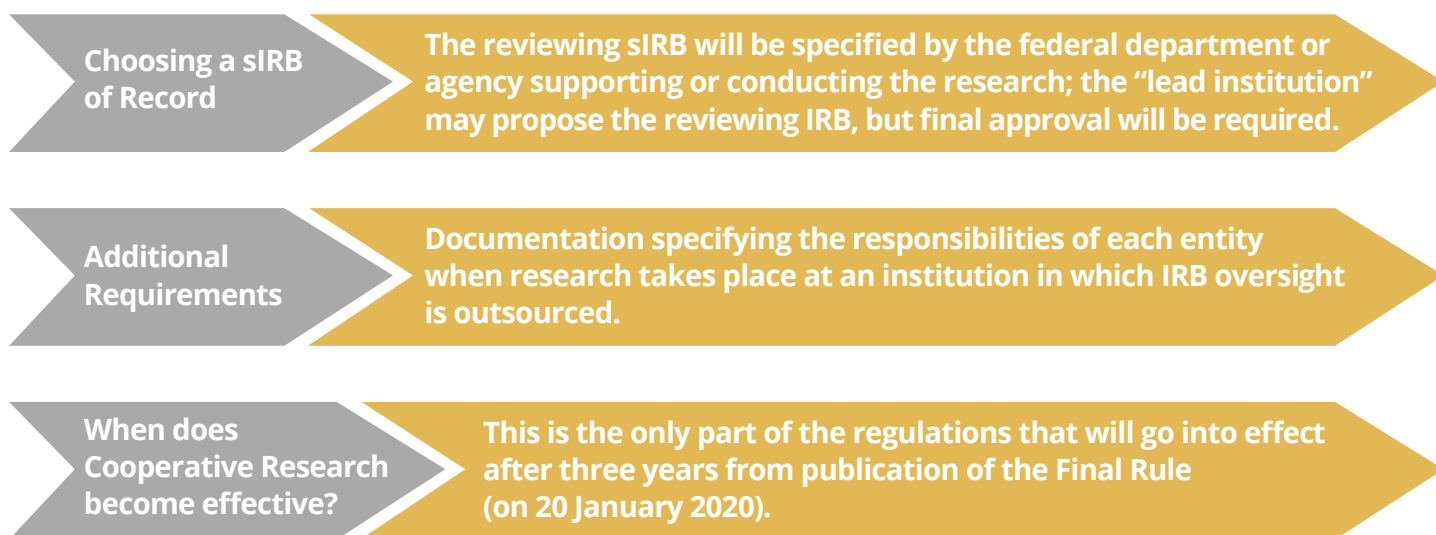 Choosing a sIRB
of Record
The reviewing sIRB will be specified by the federal department or
agency supporting or conducting the research; the “lead institution”
may propose the reviewing IRB, but final approval will be required.
Additional
Requirements
Documentation specifying the responsibilities of each entity
when research takes place at an institution in which IRB oversight
is outsourced.
When does
Cooperative Research
become effective?
This is the only part of the regulations that will go into effect
after three years from publication of the Final Rule
(on 20 January 2020).